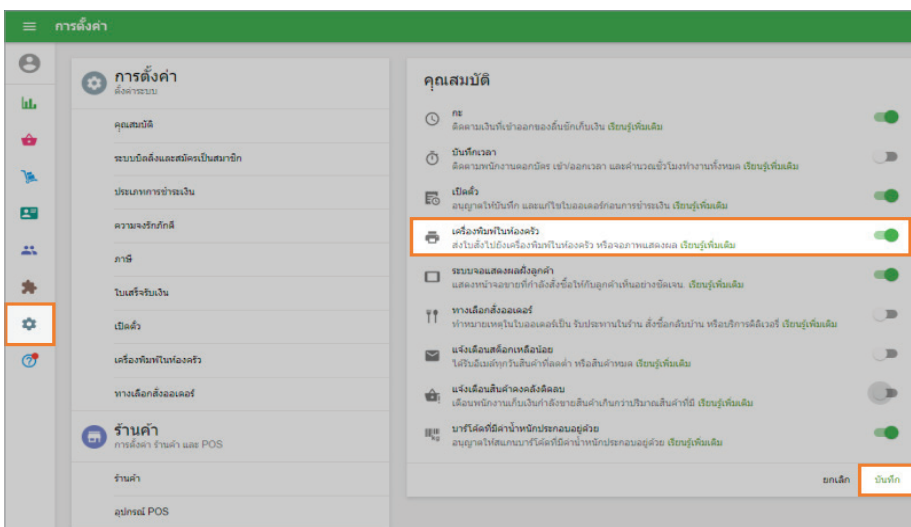 การตั้งค่า
การตั้งค่า
ตั้งค่าระบบ
คุณสมบัติ
ระบบบิลลิ่งและสมัครเป็นสมาชิก
ประเภทการชำระเงิน
ความจงรักภักดี
ภาษี
ใบเสร็จรับเงิน
เปิดตั๋ว
เครื่องพิมพ์ในห้องครัว
ทางเลือกสั่งออเดอร์
ร้านค้า
การตั้งค่า ร้านค้า และ POS
ร้านค้า
อุปกรณ์ POS
คุณสมบัติ
กะ
ติดตามเงินที่เข้าออกของลิ้นชักเก็บเงิน เรียนรู้เพิ่มเติม
บันทึกเวลา
ติดตามพนักงานตอกบัตร เข้า/ออกเวลา และคำนวณชั่วโมงทำงานทั้งหมด เรียนรู้เพิ่มเติม
เปิดตั๋ว
อนุญาตให้บันทึก และแก้ไขใบออเดอร์ก่อนการชำระเงิน เรียนรู้เพิ่มเติม
เครื่องพิมพ์ในห้องครัว
ส่งใบสั่งไปยังเครื่องพิมพ์ในห้องครัว หรือจอภาพแสดงผล เรียนรู้เพิ่มเติม
ระบบจอแสดงผลฝั่งลูกค้า
แสดงหน้าจอขายที่กำลังสั่งซื้อให้กับลูกค้าเห็นอย่างชัดเจน. เรียนรู้เพิ่มเติม
ทางเลือกสั่งออเดอร์
ทำหมายเหตุในใบออเดอร์เป็น รับประทานในร้าน สั่งซื้อกลับบ้าน หรือบริการดิลิเวอรี่ เรียนรู้เพิ่มเติม
แจ้งเตือนสต็อกเหลือน้อย
ได้รับอีเมล์ทุกวันสินค้าที่ลดต่ำ หรือสินค้าหมด เรียนรู้เพิ่มเติม
แจ้งเตือนสินค้าคงคลังติดลบ
เตือนพนักงานเก็บเงินกำลังขายสินค้าเกินกว่าปริมาณสินค้าที่มี เรียนรู้เพิ่มเติม
บาร์โค้ดที่มีค่าน้ำหนักประกอบอยู่ด้วย
อนุญาตให้สแกนบาร์โค้ดที่มีค่าน้ำหนักประกอบอยู่ด้วย เรียนรู้เพิ่มเติม
ยกเลิก บันทึก